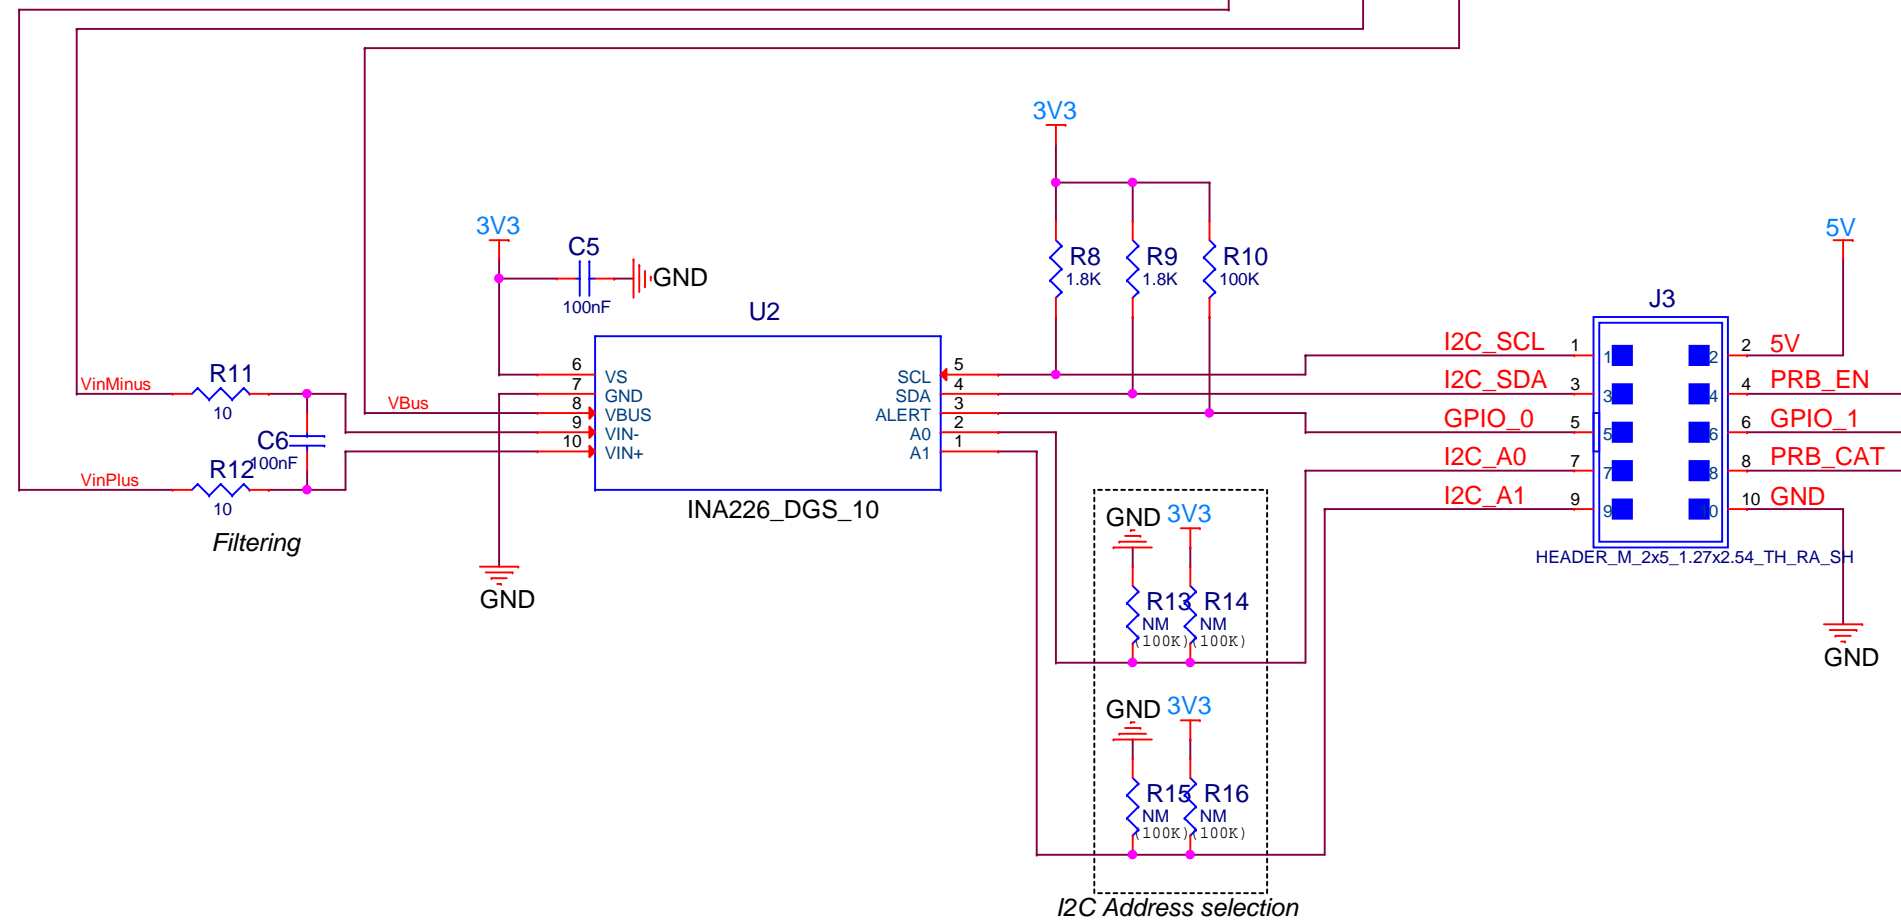 3V3
3V3
C5
GND
100nF
R8
1.8K
R9
1.8K
R10
100K
5V
U2
J3
VinMinus
R11
10
C6
100nF
VinPlus
R12
10
Filtering
VBus
6
7
8
9
10
VS
GND
VBUS
VIN-
VIN+
SCL
SDA
ALERT
A0
A1
5
4
3
2
1
INA226_DGS_10
GND
I2C_SCL 1
I2C_SDA 3
GPIO_0 5
I2C_A0 7
I2C_A1 9
1 2
3 4
5 6
7 8
9 10
2 5V
4 PRB_EN
6 GPIO_1
8 PRB_CAT
10 GND
HEADER_M_2x5_1.27x2.54_TH_RA_SH
GND
GND 3V3
R13 R14
NM NM
(100K) (100K)
GND 3V3
R15 R16
NM NM
(100K) (100K)
I2C Address selection